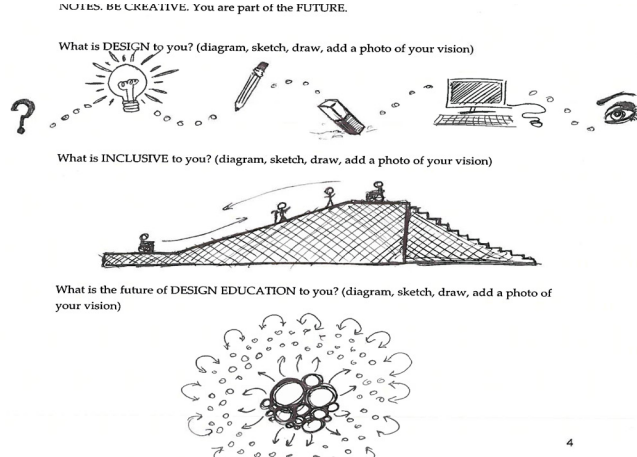 NOTES. BE CREATIVE. You are part of the FUTURE.
What is DESIGN to you? (diagram, sketch, draw, add a photo of your vision)
?
What is INCLUSIVE to you? (diagram, sketch, draw, add a photo of your vision)
What is the future of DESIGN EDUCATION to you? (diagram, sketch, draw, add a photo of
your vision)
4